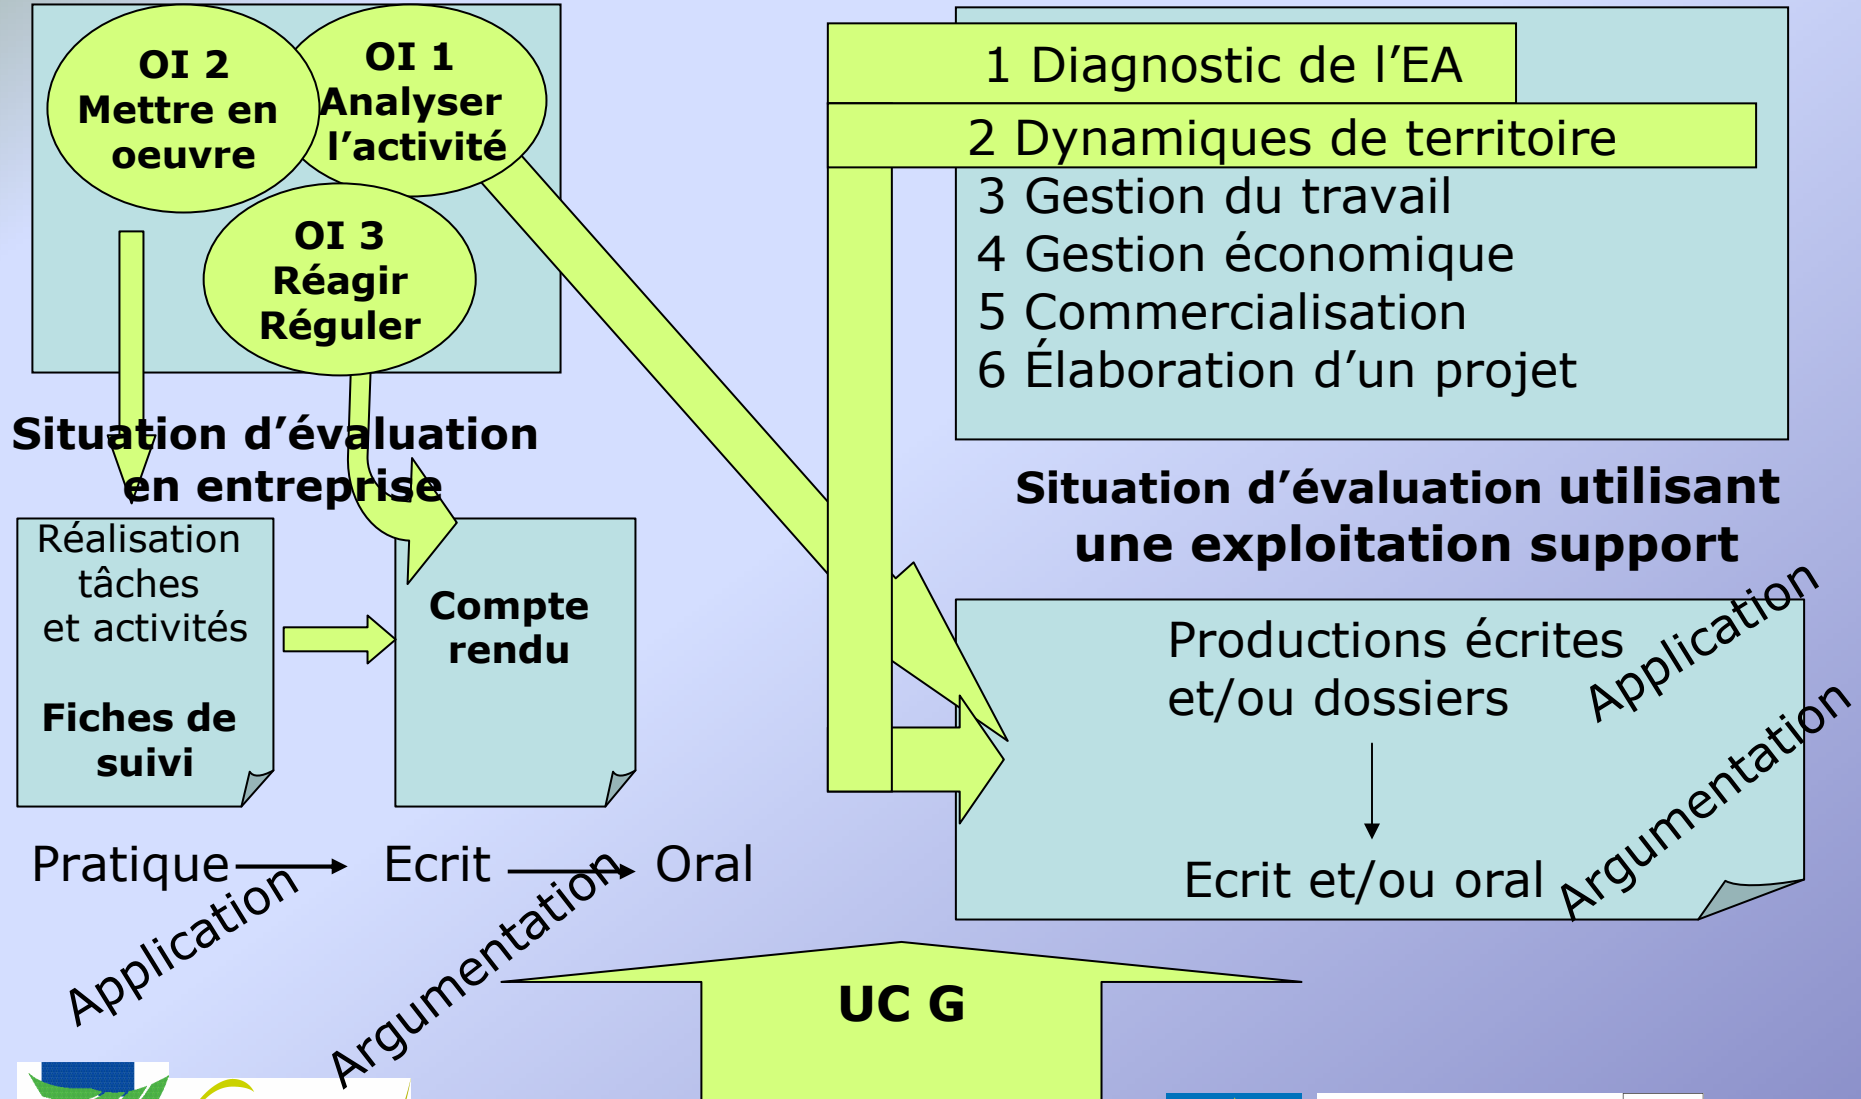 OI 2
Mettre en
oeuvre
OI 1
Analyser
l'activité
OI 3
Réagir
Réguler
1 Diagnostic de l'EA
2 Dynamiques de territoire
3 Gestion du travail
4 Gestion économique
5 Commercialisation
6 Élaboration d'un projet
Situation d'évaluation
en entreprise
Situation d'évaluation utilisant
une exploitation support
Réalisation
tâches
et activités
Fiches de
suivi
Compte
rendu
Productions écrites
et/ou dossiers
Application
Ecrit et/ou oral
Argumentation
Pratique
Ecrit
Oral
Application
Argumentation
UC G